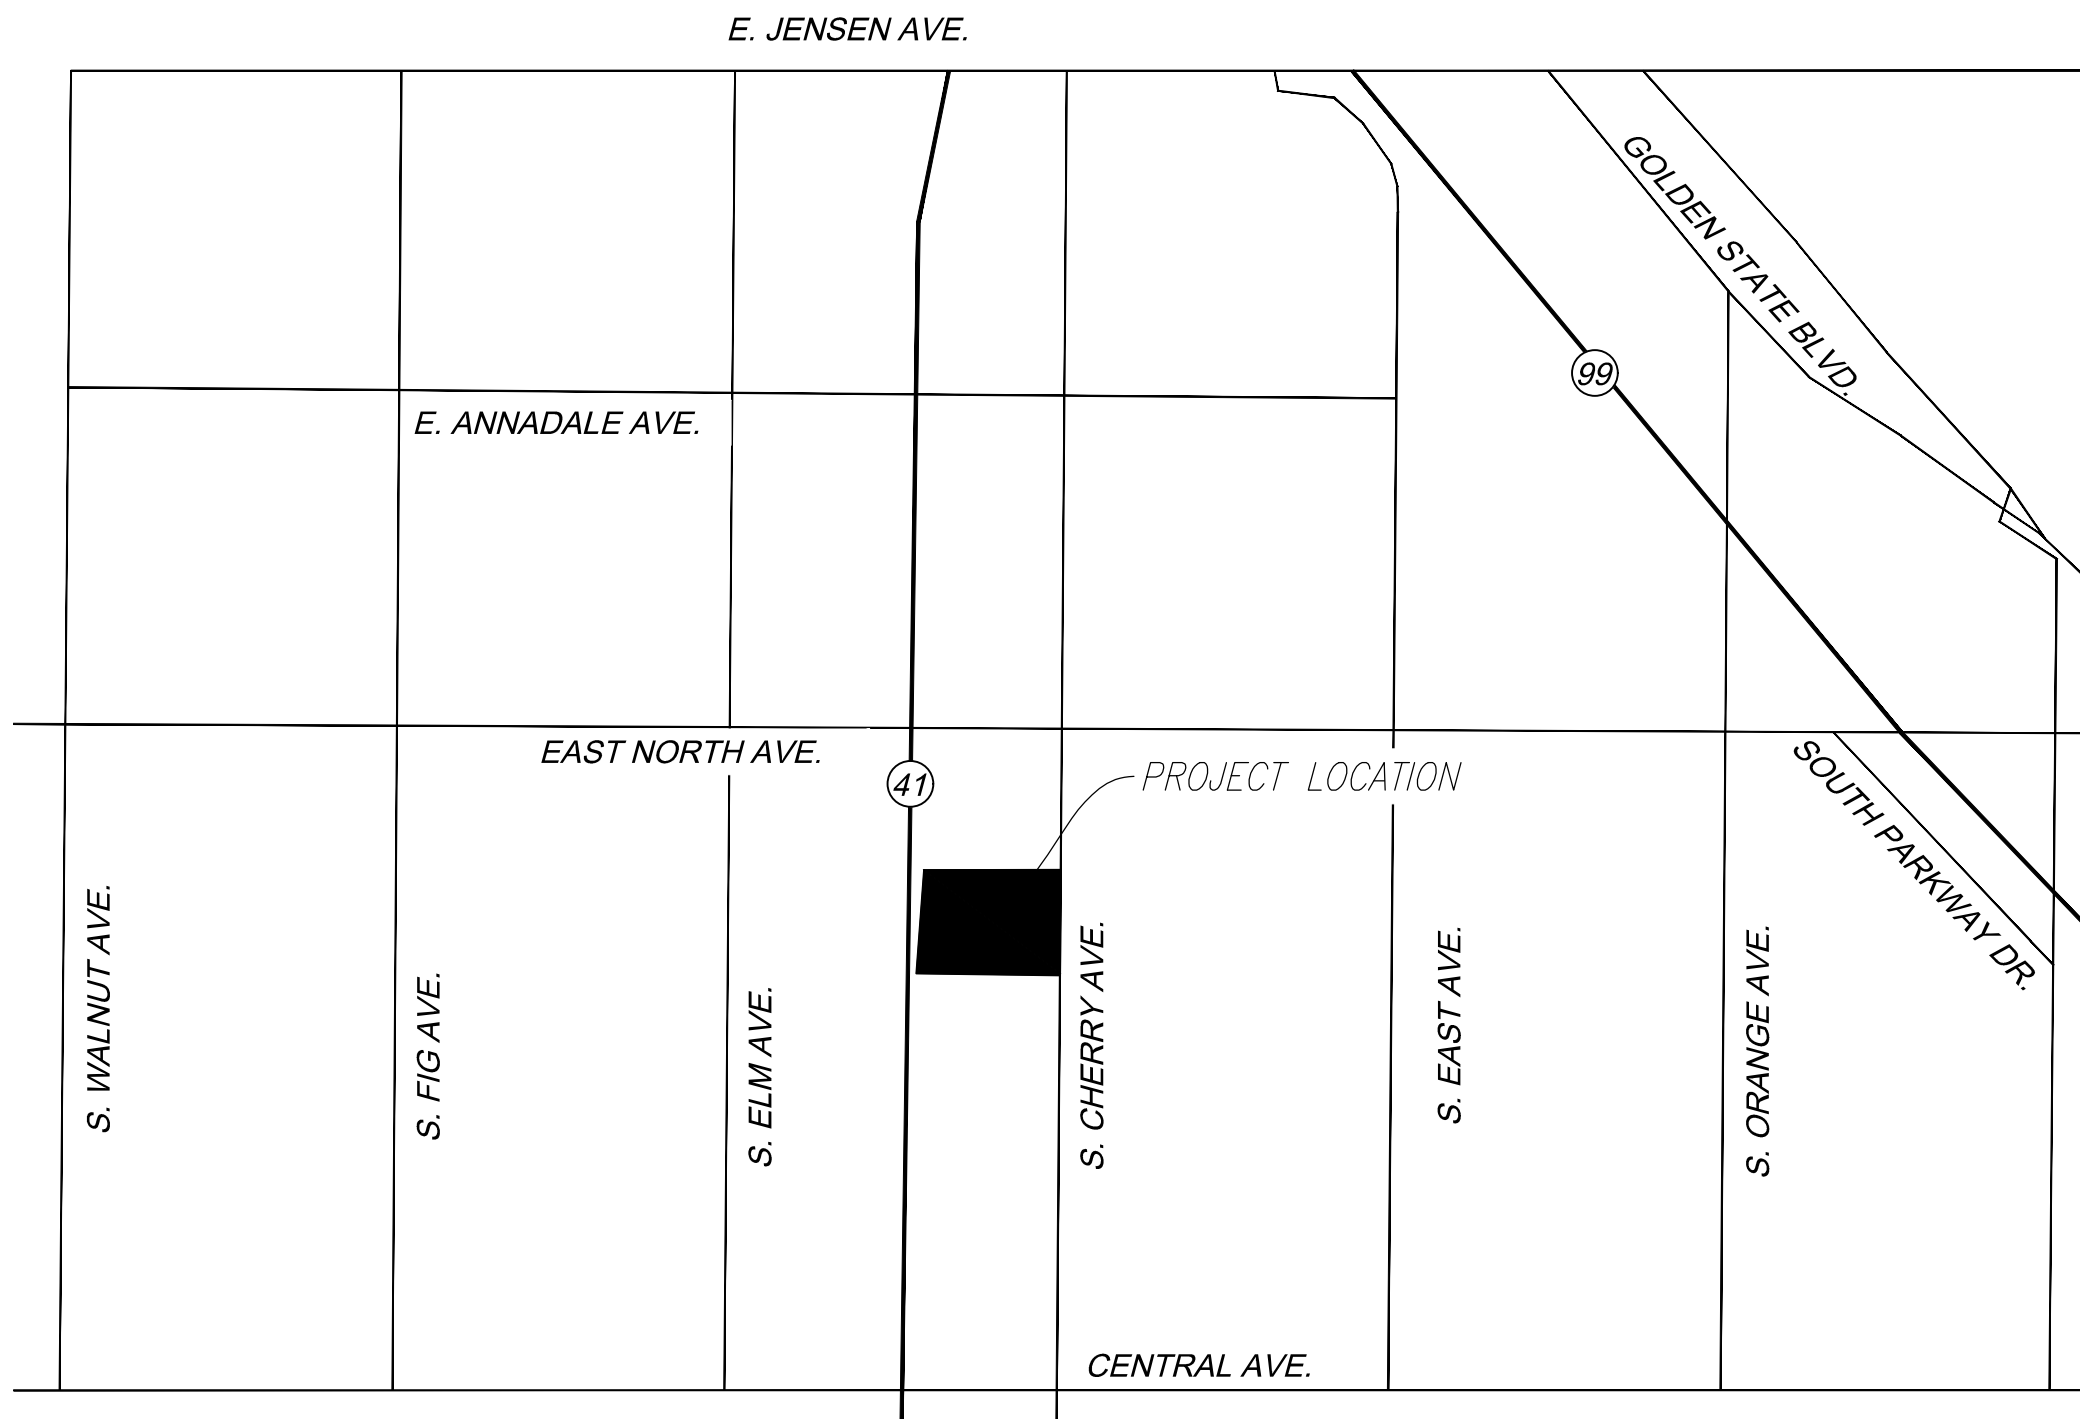 E. JENSEN AVE.
GOLDEN STATE BLVD.
99
E. ANNADALE AVE.
EAST NORTH AVE.
41
PROJECT LOCATION
SOUTH PARKWAY DR.
S. WALNUT AVE.
S. FIG AVE.
S. ELM AVE.
S. CHERRY AVE.
S. EAST AVE.
S. ORANGE AVE.
CENTRAL AVE.